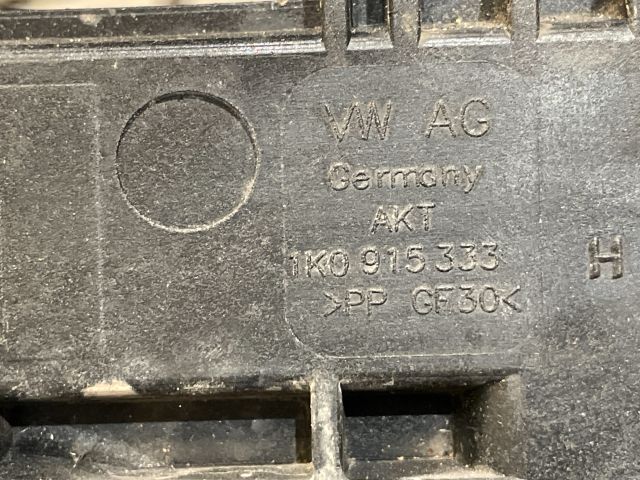 VW AG
Germany
AKT
1K0 915 333
H
>PP GF30<